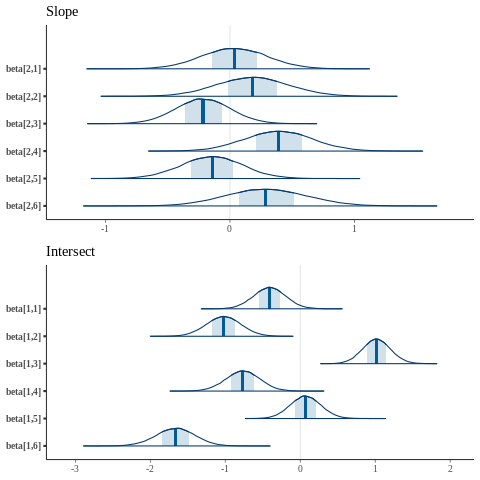 Slope
beta[2,1]
beta[2,2]
beta[2,3]
beta[2,4]
beta[2,5]
beta[2,6]
-1 0 1
Intersect
beta[1,1]
beta[1,2]
beta[1,3]
beta[1,4]
beta[1,5]
beta[1,6]
-3 -2 -1 0 1 2